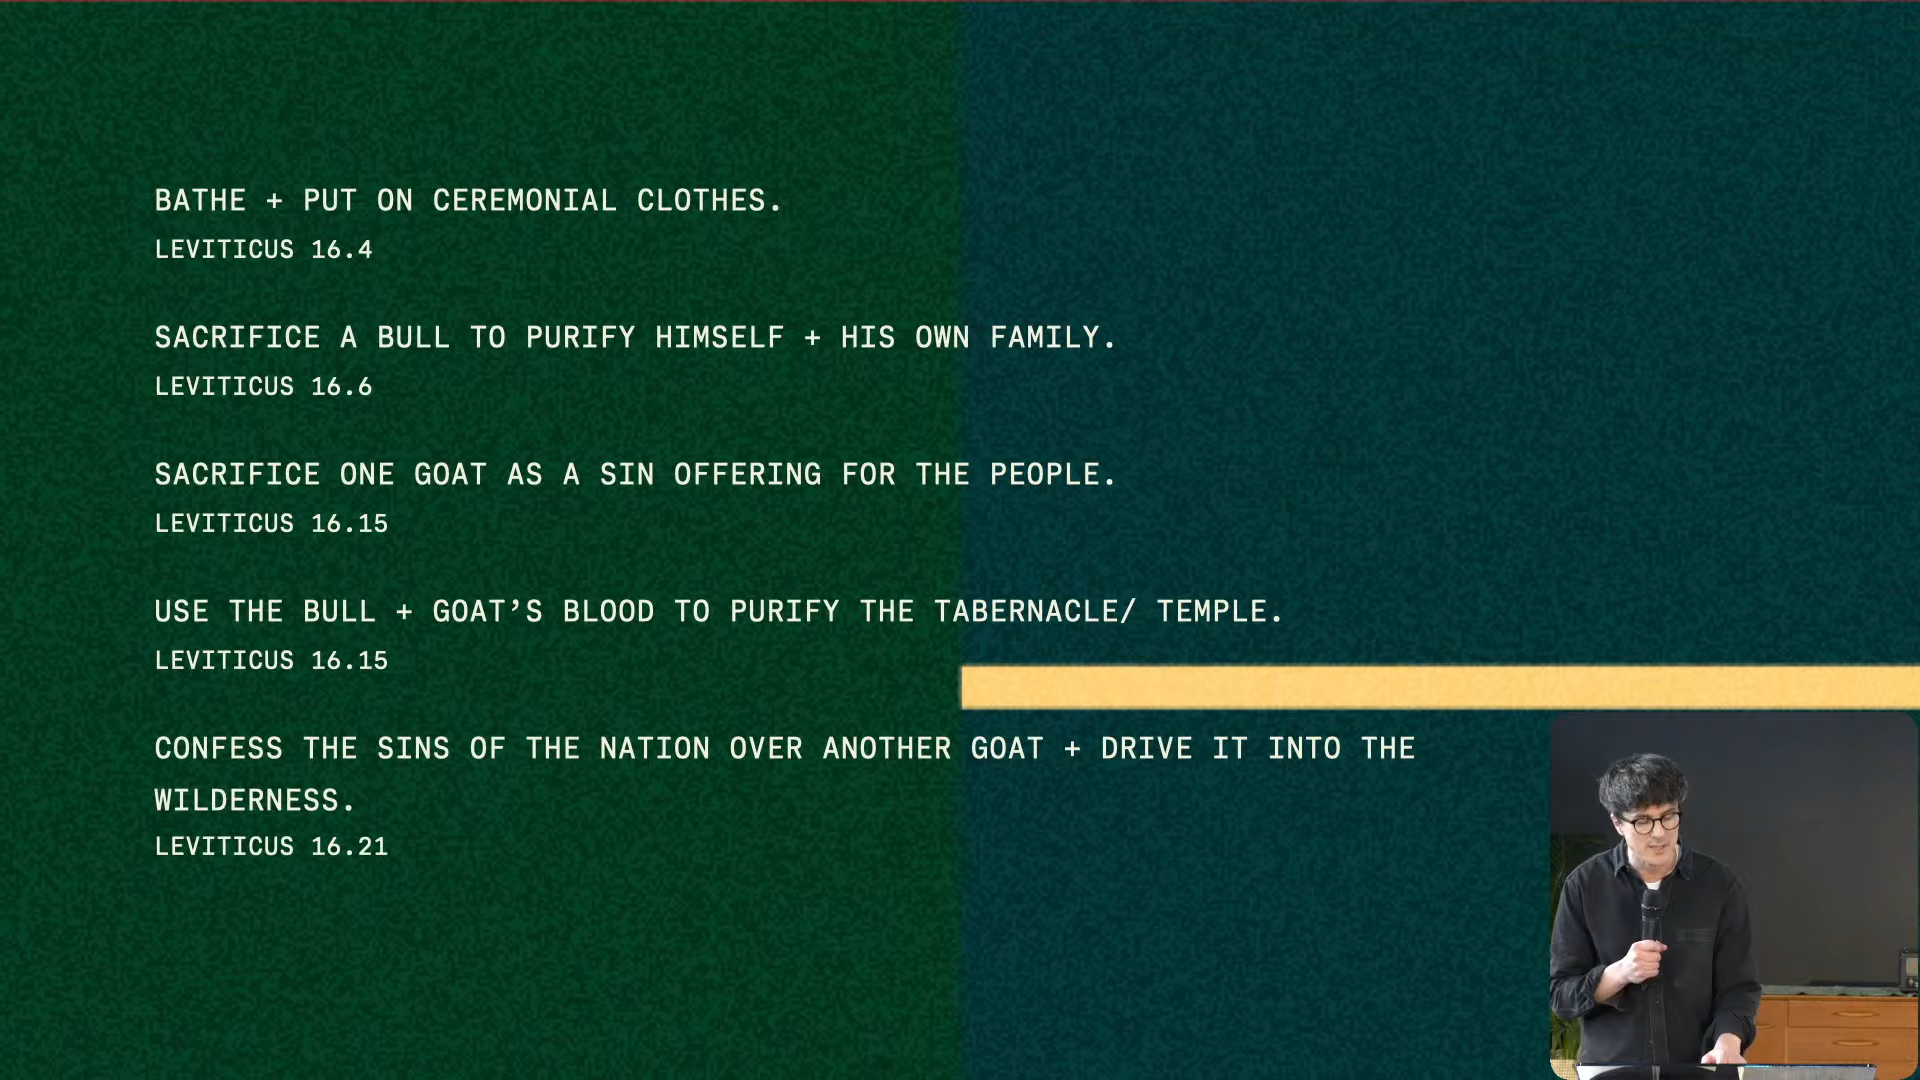 BATHE + PUT ON CEREMONIAL CLOTHES.
LEVITICUS 16.4
SACRIFICE A BULL TO PURIFY HIMSELF + HIS OWN FAMILY.
LEVITICUS 16.6
SACRIFICE ONE GOAT AS A SIN OFFERING FOR THE PEOPLE.
LEVITICUS 16.15
USE THE BULL + GOAT’S BLOOD TO PURIFY THE TABERNACLE/ TEMPLE.
LEVITICUS 16.15
CONFESS THE SINS OF THE NATION OVER ANOTHER GOAT + DRIVE IT INTO THE
WILDERNESS.
LEVITICUS 16.21